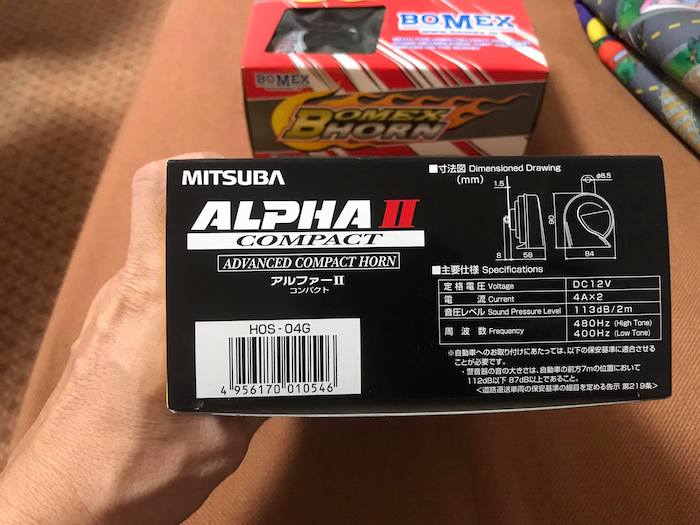 BOMEX
BOMEX
BOMEX
HORN
MITSUBA
ALPHA II
COMPACT
ADVANCED COMPACT HORN
アルファーII
コンパクト
HOS-04G
4 956170 010546
■寸法図 Dimensioned Drawing
(mm)
1.5
φ8.5
90
8
58
84
■主要仕様 Specifications
定格電圧 Voltage DC12V
電 流 Current 4A×2
音圧レベル Sound Pressure Level 113dB/2m
周 波 数 Frequency 480Hz (High Tone)
400Hz (Low Tone)
※自動車へのお取り付けにあたっては、以下の保安基準に適合させる
ことが必要です。
・警音器の音の大きさは、自動車の前方7mの位置において
112dB以下 87dB以上であること。
<道路運送車両の保安基準の細目を定める告示 第219条>